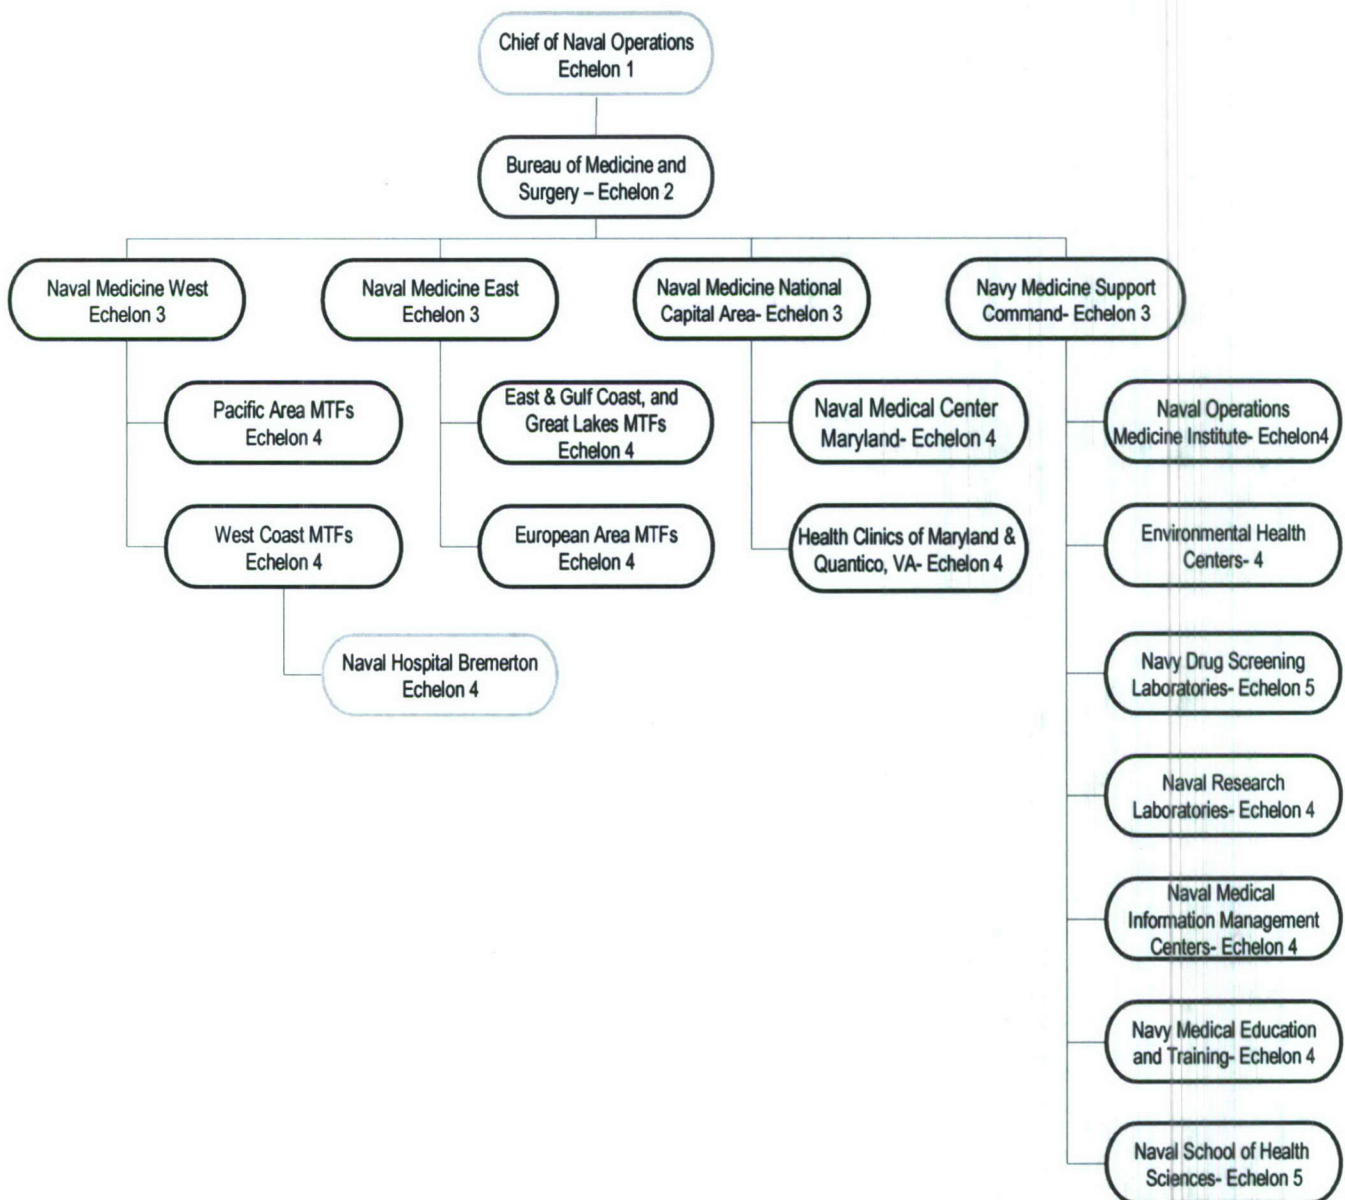 Chief of Naval Operations
Echelon 1
Bureau of Medicine and
Surgery – Echelon 2
Naval Medicine West
Echelon 3
Naval Medicine East
Echelon 3
Naval Medicine National
Capital Area- Echelon 3
Navy Medicine Support
Command- Echelon 3
Pacific Area MTFs
Echelon 4
West Coast MTFs
Echelon 4
Naval Hospital Bremerton
Echelon 4
East & Gulf Coast, and
Great Lakes MTFs
Echelon 4
European Area MTFs
Echelon 4
Naval Medical Center
Maryland- Echelon 4
Health Clinics of Maryland &
Quantico, VA- Echelon 4
Naval Operations
Medicine Institute- Echelon4
Environmental Health
Centers- 4
Navy Drug Screening
Laboratories- Echelon 5
Naval Research
Laboratories- Echelon 4
Naval Medical
Information Management
Centers- Echelon 4
Navy Medical Education
and Training- Echelon 4
Naval School of Health
Sciences- Echelon 5